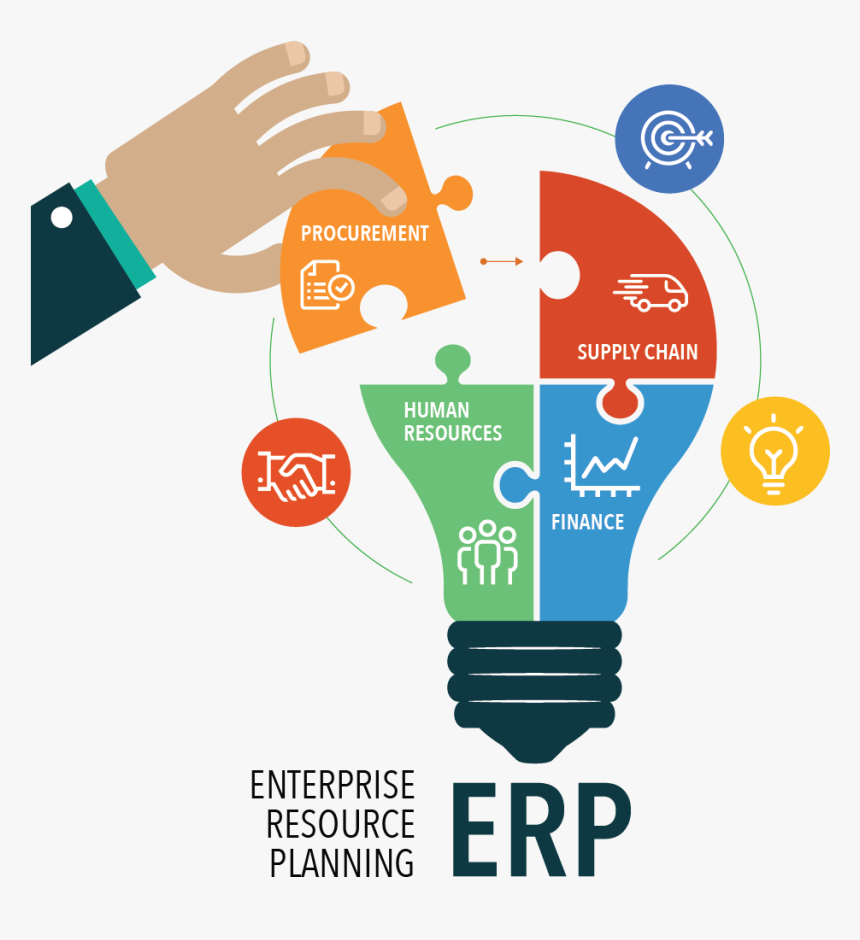 PROCUREMENT
SUPPLY CHAIN
HUMAN
RESOURCES
FINANCE
ENTERPRISE
RESOURCE
PLANNING
ERP